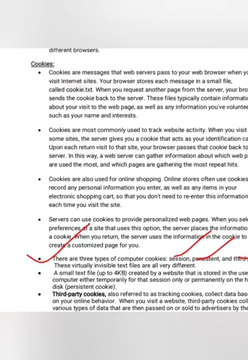 different browsers.
Cookies:
• Cookies are messages that web servers pass to your web browser when yo
visit Internet sites. Your browser stores each message in a small file,
called cookie.txt. When you request another page from the server, your bro
sends the cookie back to the server. These files typically contain informatio
about your visit to the web page, as well as any information you've voluntee
such as your name and interests.
• Cookies are most commonly used to track website activity. When you visit
some sites, the server gives you a cookie that acts as your identification ca
Upon each return visit to that site, your browser passes that cookie back to
server. In this way, a web server can gather information about which web p
are used the most, and which pages are gathering the most repeat hits.
• Cookies are also used for online shopping. Online stores often use cookies
record any personal information you enter, as well as any items in your
electronic shopping cart, so that you don't need to re-enter this information
each time you visit the site.
• Servers can use cookies to provide personalized web pages. When you sele
preferences at a site that uses this option, the server places the information
a cookie. When you return, the server uses the information in the cookie to
create a customized page for you.
• There are three types of computer cookies: session, persistent, and third
These virtually invisible text files are all very different.
• A small text file (up to 4KB) created by a website that is stored in the use
computer either temporarily for that session only or permanently on the h
disk (persistent cookie).
• Third-party cookies, also referred to as tracking cookies, collect data bas
on your online behavior. When you visit a website, third-party cookies coll
various types of data that are then passed on or sold to advertisers by the